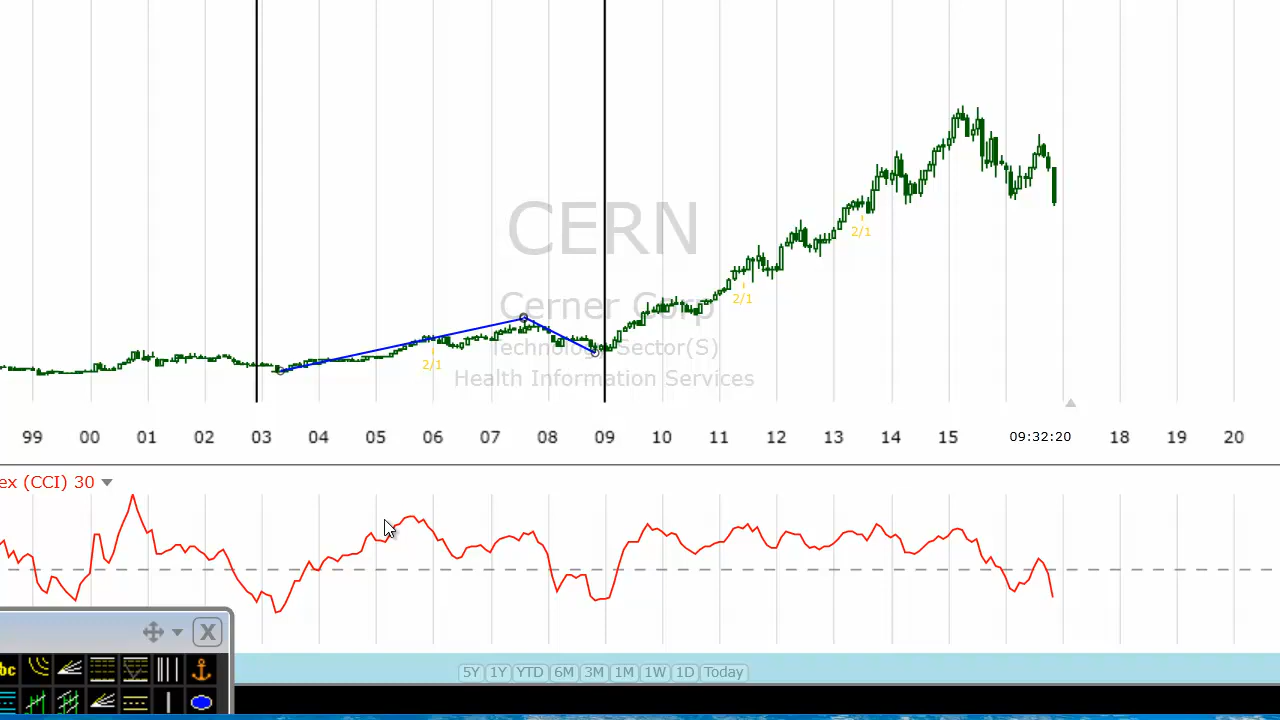 CERN
2/1
2/1
Cerner Corp
2/1
Technology Sector(S)
Health Information Services
99 00 01 02 03 04 05 06 07 08 09 10 11 12 13 14 15 09:32:20 18 19 20
ex (CCI) 30
X
abc
5Y 1Y YTD 6M 3M 1M 1W 1D Today